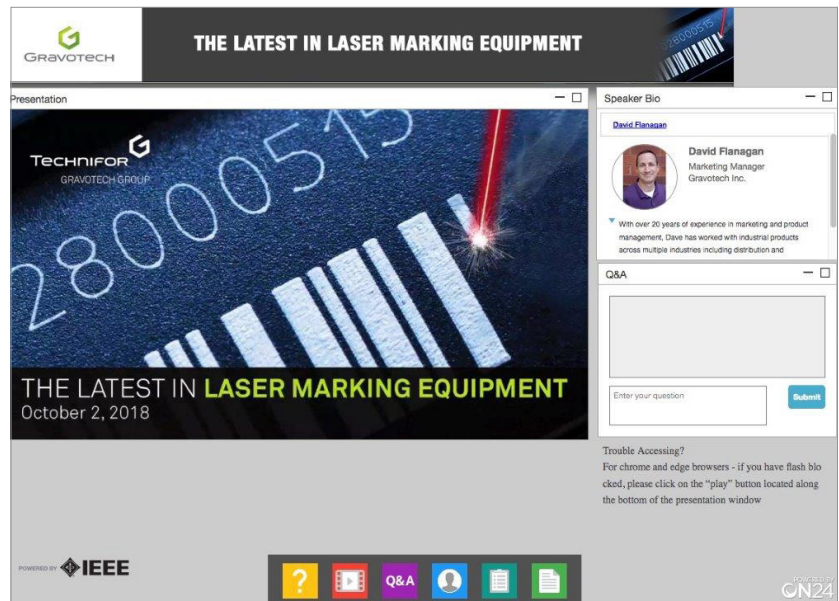 GRAVOTECH
THE LATEST IN LASER MARKING EQUIPMENT
28000515
Presentation
TECHNIFOR
GRAVOTECH GROUP
28000515
THE LATEST IN LASER MARKING EQUIPMENT
October 2, 2018
Speaker Bio
David Flanagan
David Flanagan
Marketing Manager
Gravotech Inc.
With over 20 years of experience in marketing and product
management, Dave has worked with industrial products
across multiple industries including distribution and
Q&A
Enter your question
Submit
Trouble Accessing?
For chrome and edge browsers - if you have flash blo
cked, please click on the “play” button located along
the bottom of the presentation window
POWERED BY IEEE
?
Q&A
POWERED BY
ON24